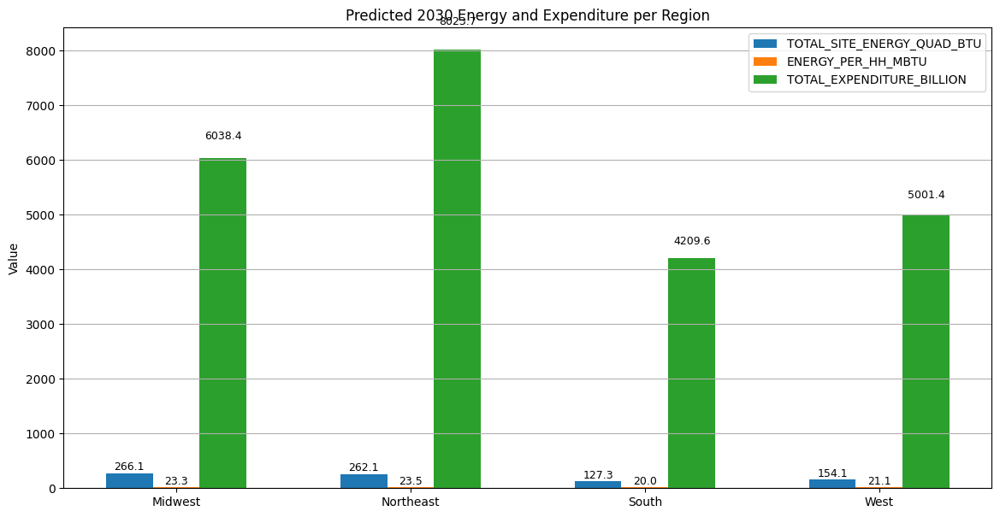 Predicted 2030 Energy and Expenditure per Region
TOTAL_SITE_ENERGY_QUAD_BTU
ENERGY_PER_HH_MBTU
TOTAL_EXPENDITURE_BILLION
Value
8000
7000
6000
5000
4000
3000
2000
1000
0
266.1
23.3
6038.4
262.1
23.5
8023.7
127.3
20.0
4209.6
154.1
21.1
5001.4
Midwest
Northeast
South
West